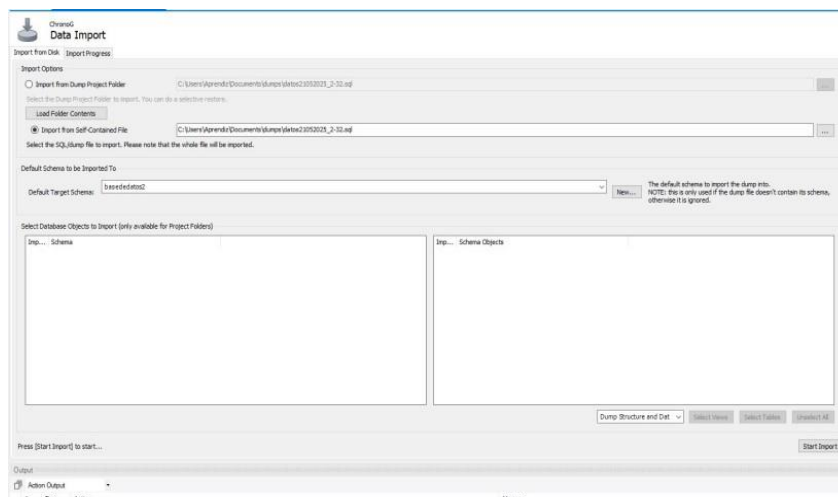 ChronoG
Data Import
Import from Disk Import Progress
Import Options
Import from Dump Project Folder C:\Users\Aprendiz\Documents\dumps\datos21052025_2-32.sql ...
Select the Dump Project Folder to import. You can do a selective restore.
Load Folder Contents
Import from Self-Contained File C:\Users\Aprendiz\Documents\dumps\datos21052025_2-32.sql ...
Select the SQL/dump file to import. Please note that the whole file will be imported.
Default Schema to be Imported To
Default Target Schema: basededatos2 New... The default schema to import the dump into.
NOTE: this is only used if the dump file doesn't contain its schema,
otherwise it is ignored.
Select Database Objects to Import (only available for Project Folders)
Imp... Schema Imp... Schema Objects
Dump Structure and Dat Select Views Select Tables Unselect All
Press [Start Import] to start... Start Import
Output
Action Output